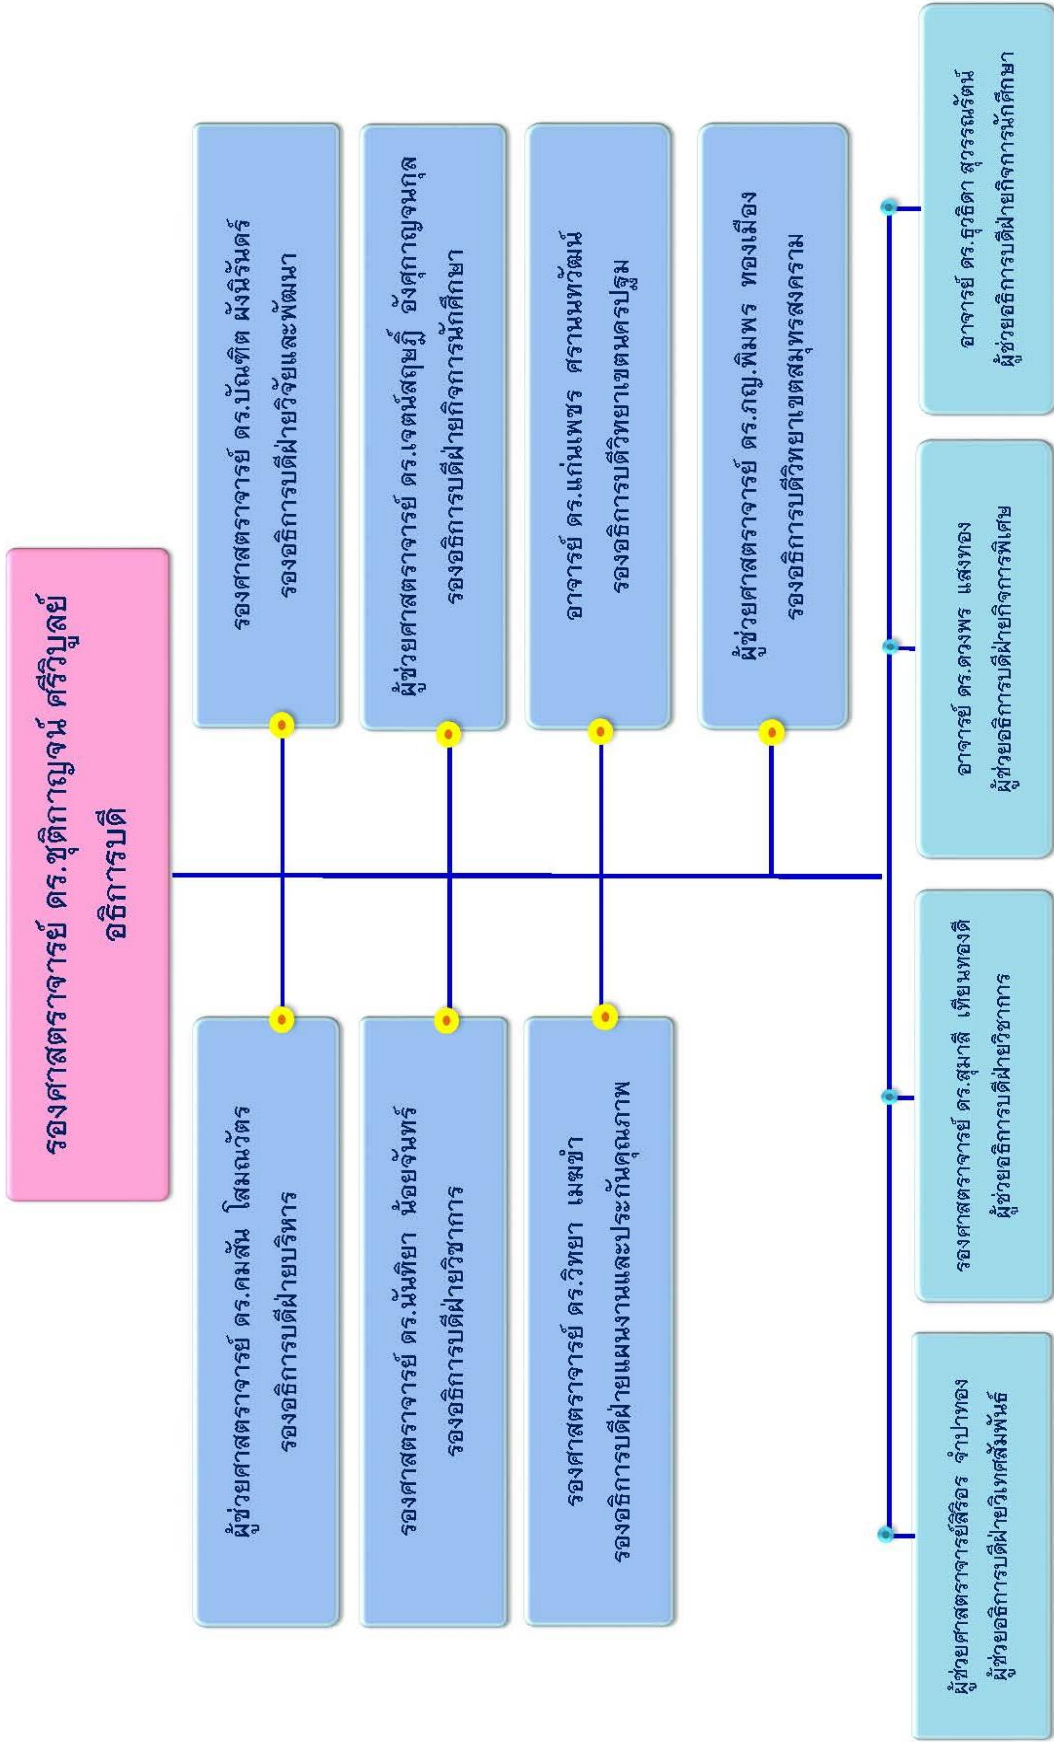 รองศาสตราจารย์ ดร.ชุติกาญจน์ ศรีวิบูลย์
อธิการบดี
ผู้ช่วยศาสตราจารย์ ดร.คมสัน โสมณวัตร
รองอธิการบดีฝ่ายบริหาร
รองศาสตราจารย์ ดร.บัณฑิต ผังนิรันดร์
รองอธิการบดีฝ่ายวิจัยและพัฒนา
รองศาสตราจารย์ ดร.นันทิยา น้อยจันทร์
รองอธิการบดีฝ่ายวิชาการ
ผู้ช่วยศาสตราจารย์ ดร.เจตน์สฤษฎิ์ อังศุกาญจนกุล
รองอธิการบดีฝ่ายกิจการนักศึกษา
รองศาสตราจารย์ ดร.วิทยา เมฆขำ
รองอธิการบดีฝ่ายแผนงานและประกันคุณภาพ
อาจารย์ ดร.แก่นเพชร ศรานนทวัฒน์
รองอธิการบดีวิทยาเขตนครปฐม
ผู้ช่วยศาสตราจารย์ ดร.ภญ.พิมพร ทองเมือง
รองอธิการบดีวิทยาเขตสมุทรสงคราม
ผู้ช่วยศาสตราจารย์สิริอร จำปาทอง
ผู้ช่วยอธิการบดีฝ่ายวิเทศสัมพันธ์
รองศาสตราจารย์ ดร.สุมาลี เทียนทองดี
ผู้ช่วยอธิการบดีฝ่ายวิชาการ
อาจารย์ ดร.ดวงพร แสงทอง
ผู้ช่วยอธิการบดีฝ่ายกิจการพิเศษ
อาจารย์ ดร.ธุวธิดา สุวรรณรัตน์
ผู้ช่วยอธิการบดีฝ่ายกิจการนักศึกษา